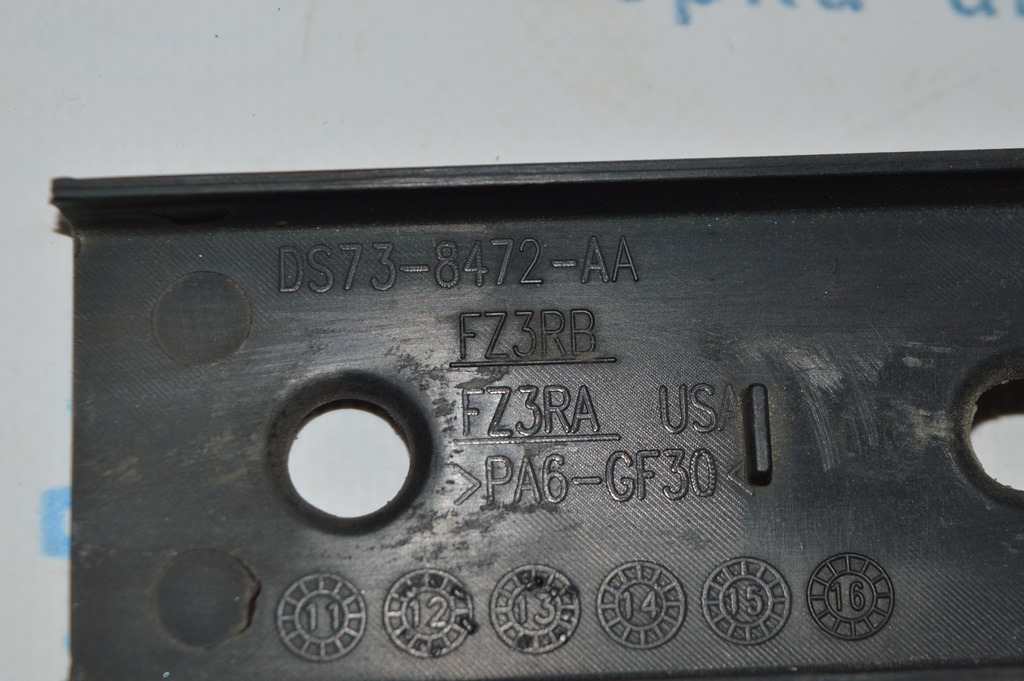 DS73-8472-AA
FZ3RB
FZ3RA USA
>PA6-GF30<
11 12 13 14 15 16